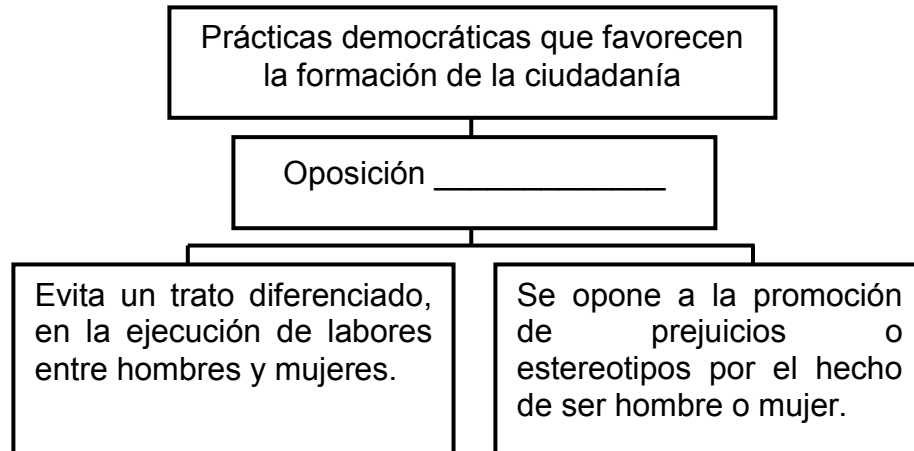 Prácticas democráticas que favorecen
la formación de la ciudadanía
Oposición _____________
Evita un trato diferenciado,
en la ejecución de labores
entre hombres y mujeres.
Se opone a la promoción
de prejuicios o
estereotipos por el hecho
de ser hombre o mujer.